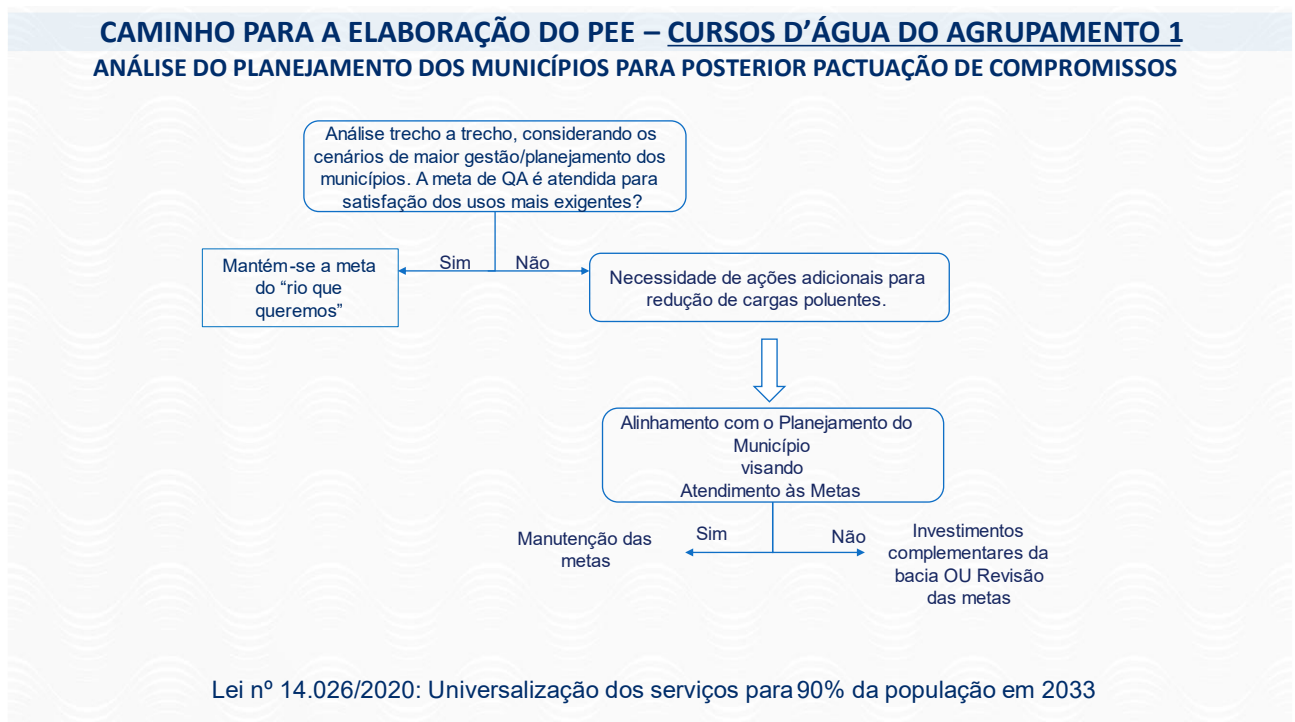 CAMINHO PARA A ELABORAÇÃO DO PEE – CURSOS D’ÁGUA DO AGRUPAMENTO 1
ANÁLISE DO PLANEJAMENTO DOS MUNICÍPIOS PARA POSTERIOR PACTUAÇÃO DE COMPROMISSOS
Análise trecho a trecho, considerando os
cenários de maior gestão/planejamento dos
municípios. A meta de QA é atendida para
satisfação dos usos mais exigentes?
Sim
Não
Mantém-se a meta
do “rio que
queremos”
Necessidade de ações adicionais para
redução de cargas poluentes.
Alinhamento com o Planejamento do
Município
visando
Atendimento às Metas
Sim
Não
Manutenção das
metas
Investimentos
complementares da
bacia OU Revisão
das metas
Lei nº 14.026/2020: Universalização dos serviços para 90% da população em 2033